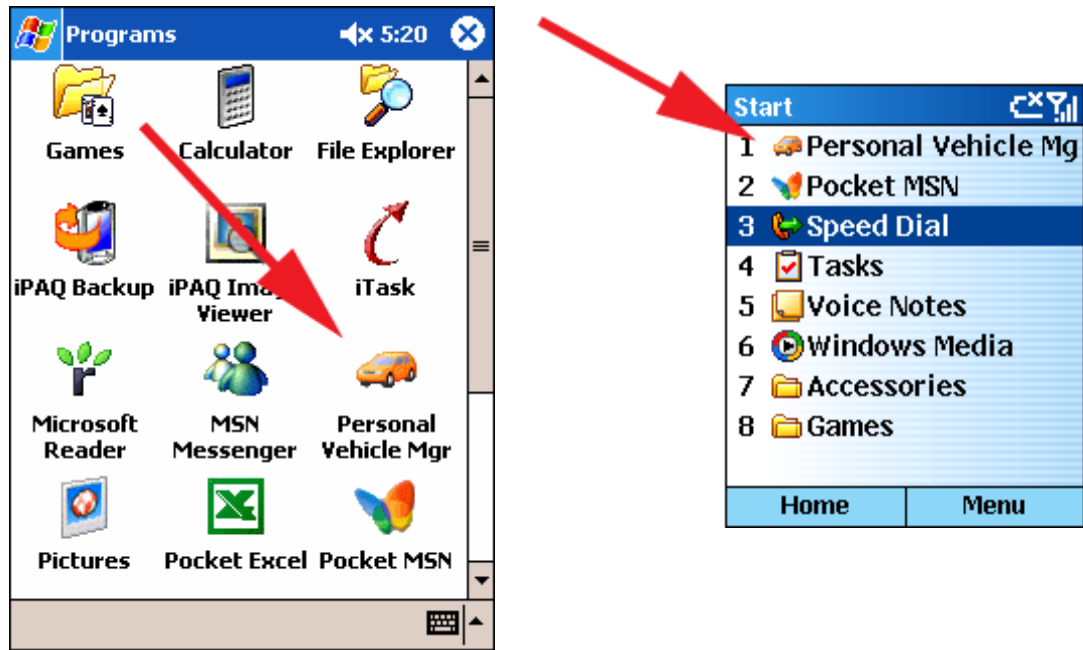 Programs
5:20
Games
Calculator
File Explorer
iPAQ Backup
iPAQ
Viewer
iTask
Microsoft
Reader
MSN
Messenger
Personal
Vehicle Mgr
Pictures
Pocket Excel
Pocket MSN
Start
1 Personal Vehicle Mg
2 Pocket MSN
3 Speed Dial
4 Tasks
5 Voice Notes
6 Windows Media
7 Accessories
8 Games
Home
Menu